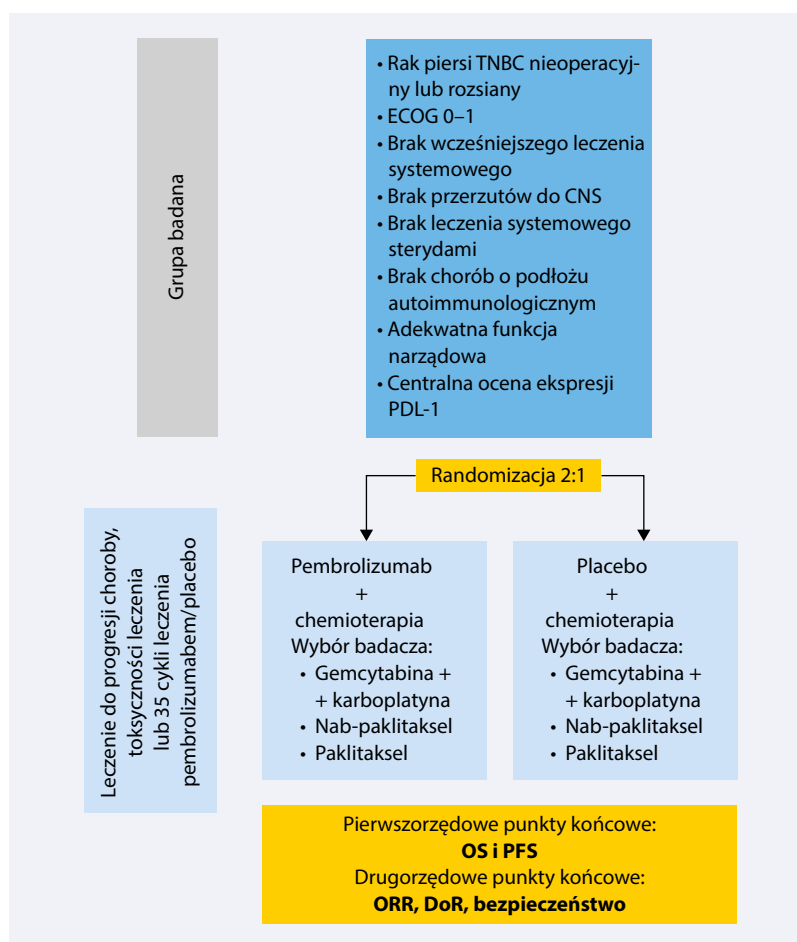 Grupa badana
• Rak piersi TNBC nieoperacyj-
ny lub rozsiany
• ECOG 0–1
• Brak wcześniejszego leczenia
systemowego
• Brak przerzutów do CNS
• Brak leczenia systemowego
sterydami
• Brak chorób o podłożu
autoimmunologicznym
• Adekwatna funkcja
narządowa
• Centralna ocena ekspresji
PDL-1
Randomizacja 2:1
Leczenie do progresji choroby,
toksyczności leczenia
lub 35 cykli leczenia
pembrolizumabem/placebo
Pembrolizumab
+
chemioterapia
Wybór badacza:
• Gemcytabina +
+ karboplatyna
• Nab-paklitaksel
• Paklitaksel
Placebo
+
chemioterapia
Wybór badacza:
• Gemcytabina +
+ karboplatyna
• Nab-paklitaksel
• Paklitaksel
Pierwszorzędowe punkty końcowe:
OS i PFS
Drugorzędowe punkty końcowe:
ORR, DoR, bezpieczeństwo